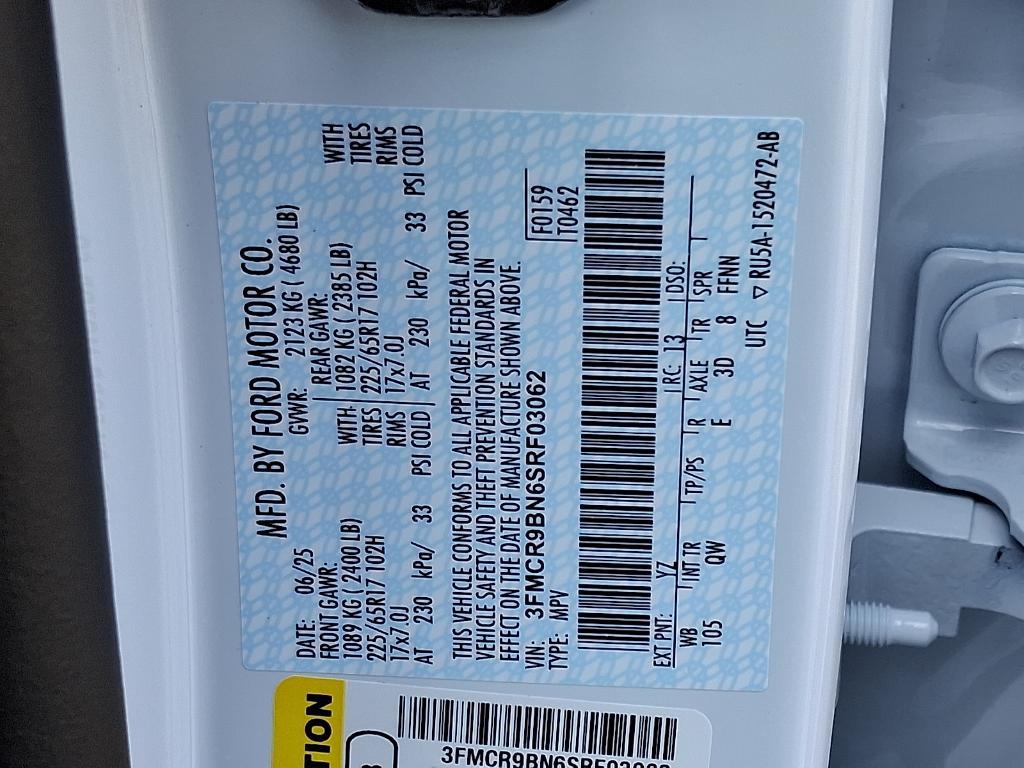 MFD. BY FORD MOTOR CO.
DATE: 06/25 GVWR: 2123 KG ( 4680 LB)
FRONT GAWR: REAR GAWR: WITH
1089 KG ( 2400 LB) WITH 1082 KG ( 2385 LB) TIRES
225/65R17 102H TIRES 225/65R17 102H RIMS
17x7.0J RIMS 17x7.0J
AT 230 kPa/ 33 PSI COLD AT 230 kPa/ 33 PSI COLD
THIS VEHICLE CONFORMS TO ALL APPLICABLE FEDERAL MOTOR
VEHICLE SAFETY AND THEFT PREVENTION STANDARDS IN
EFFECT ON THE DATE OF MANUFACTURE SHOWN ABOVE.
VIN: 3FMCR9BN6SRF03062 F0159
TYPE: MPV T0462
EXT PNT: YZ RC: 13 DSO:
WB INT TR TP/PS R AXLE TR SPR
105 QW E 3D 8 FFNN
UTC ▽ RU5A-1520472-AB
TION
3FMCR9BN6SRF03062